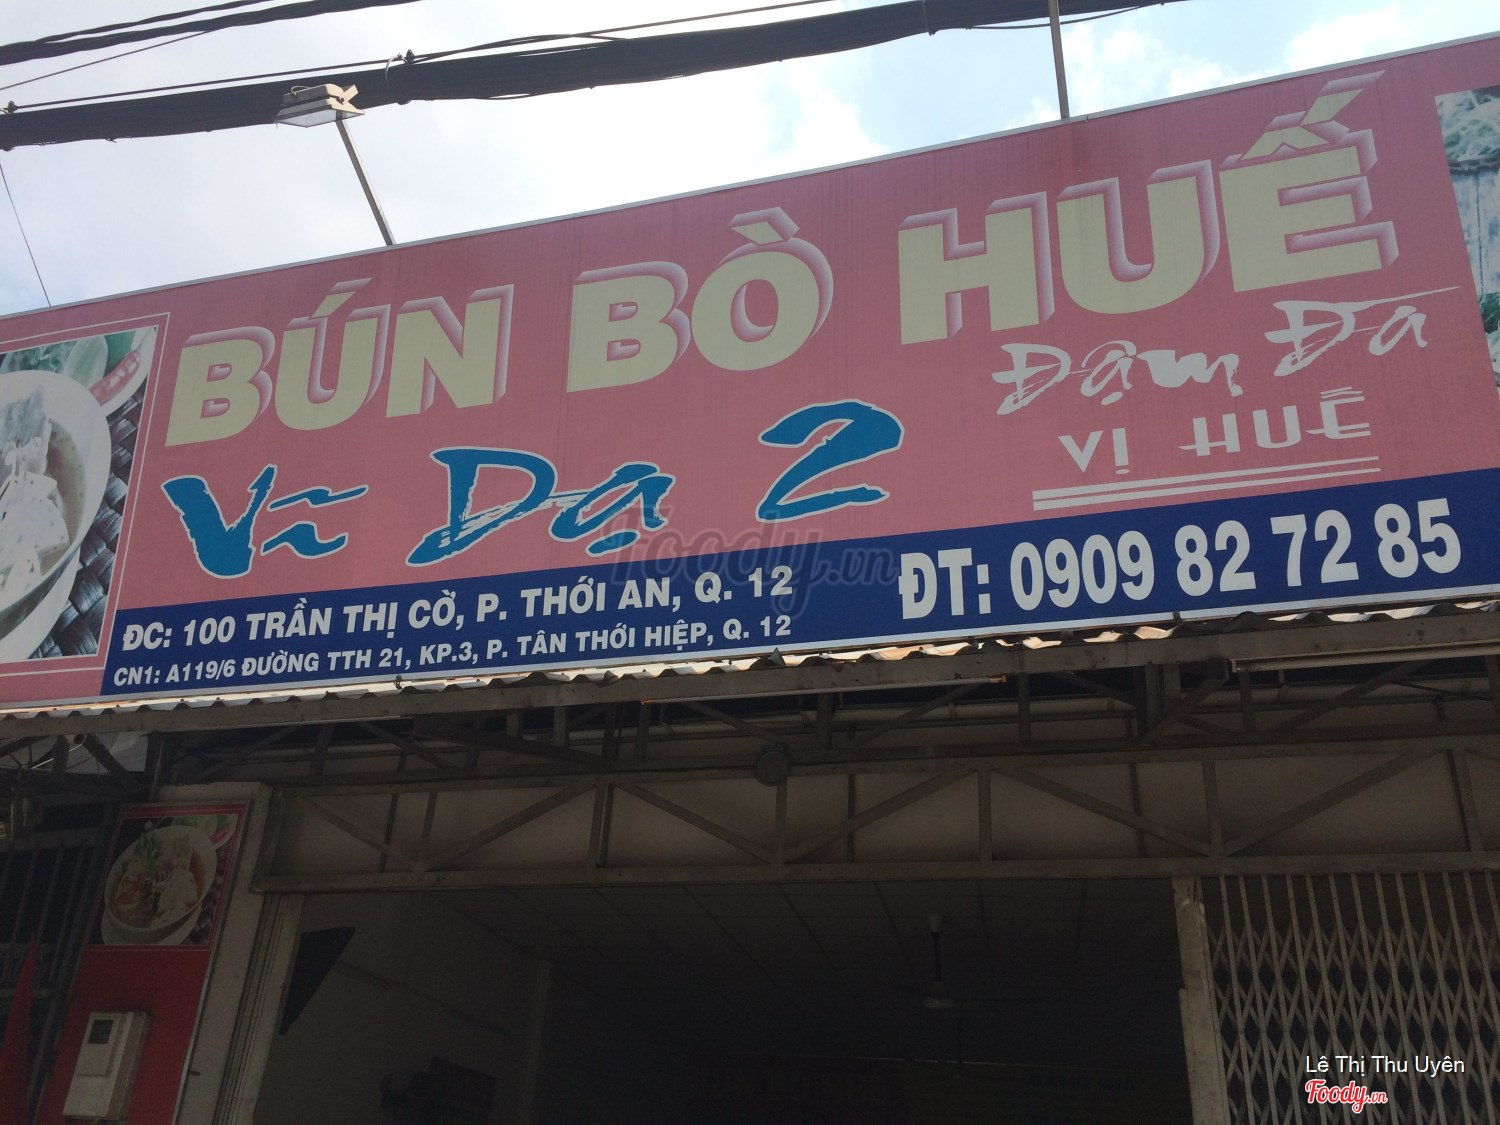 BÚN BÒ HUẾ
Đậm Đa
VỊ HUẾ
Vĩ Dạ 2
ĐC: 100 TRẦN THỊ CỜ, P. THỚI AN, Q. 12
CN1: A119/6 ĐƯỜNG TTH 21, KP.3, P. TÂN THỚI HIỆP, Q. 12
ĐT: 0909 82 72 85
Foody.vn
Lê Thị Thu Uyên
Foody.vn